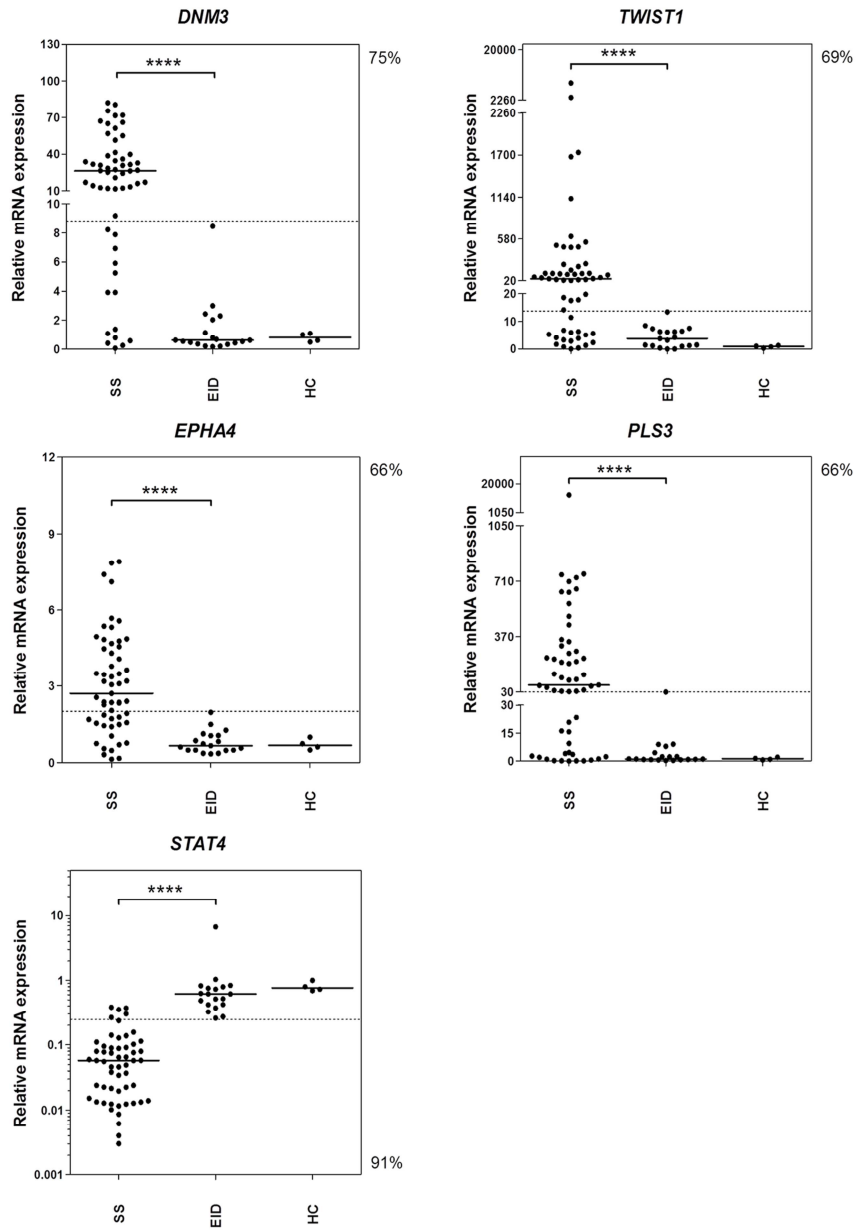 DNM3
75%
Relative mRNA expression
130
100
70
40
10
10
8
6
4
2
0
****
SS
EID
HC
TWIST1
69%
Relative mRNA expression
20000
2260
2260
1700
1140
580
20
20
10
0
****
SS
EID
HC
EPHA4
66%
Relative mRNA expression
12
9
6
3
0
****
SS
EID
HC
PLS3
66%
Relative mRNA expression
20000
1050
1050
710
370
30
30
15
0
****
SS
EID
HC
STAT4
Relative mRNA expression
10
1
0.1
0.01
0.001
****
91%
SS
EID
HC